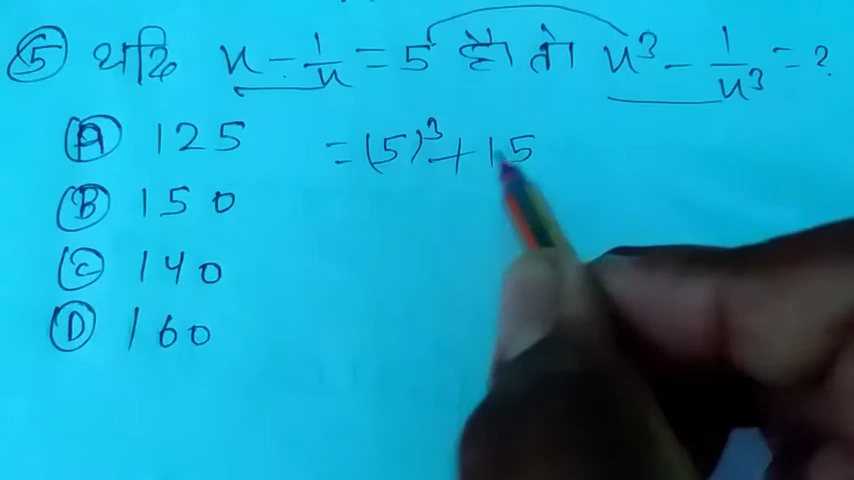 ⑤ यदि x - 1/x = 5 है। तो x³ - 1/x³ = ?
Ⓐ 125 = (5)³ + 15
Ⓑ 150
Ⓒ 140
Ⓓ 160